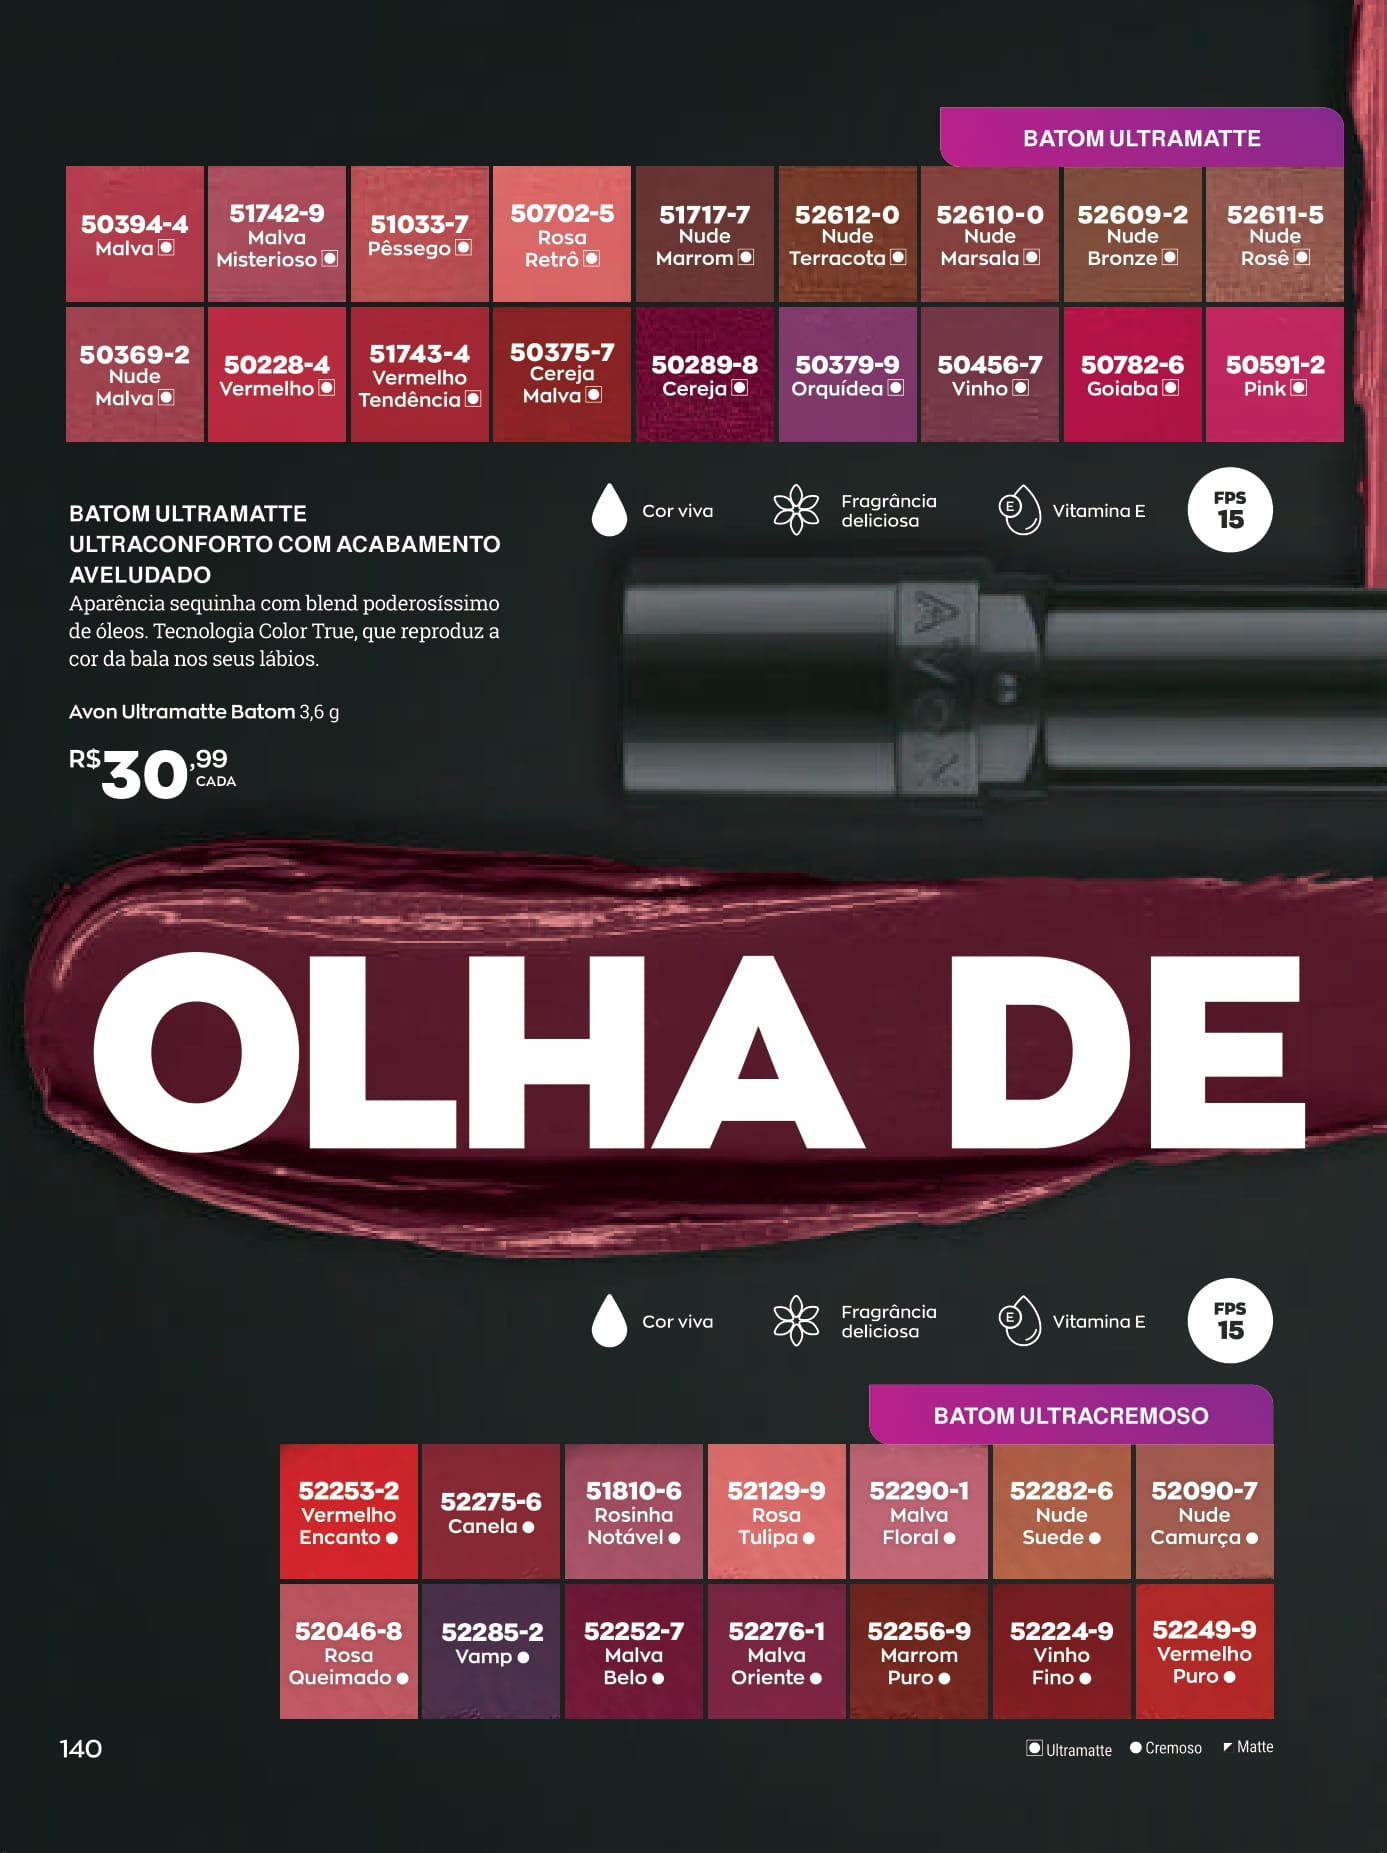 BATOM ULTRAMATTE
50394-4
Malva
51742-9
Malva
Misterioso
51033-7
Pêssego
50702-5
Rosa
Retrô
51717-7
Nude
Marrom
52612-0
Nude
Terracota
52610-0
Nude
Marsala
52609-2
Nude
Bronze
52611-5
Nude
Rosê
50369-2
Nude
Malva
50228-4
Vermelho
51743-4
Vermelho
Tendência
50375-7
Cereja
Malva
50289-8
Cereja
50379-9
Orquídea
50456-7
Vinho
50782-6
Goiaba
50591-2
Pink
BATOM ULTRAMATTE
ULTRACONFORTO COM ACABAMENTO
AVELUDADO
Aparência sequinha com blend poderosíssimo
de óleos. Tecnologia Color True, que reproduz a
cor da bala nos seus lábios.
Avon Ultramatte Batom 3,6 g
R$30,99
CADA
Cor viva
Fragrância
deliciosa
E
Vitamina E
FPS
15
AVON
OLHA DE
Cor viva
Fragrância
deliciosa
E
Vitamina E
FPS
15
BATOM ULTRACREMOSO
52253-2
Vermelho
Encanto
52275-6
Canela
51810-6
Rosinha
Notável
52129-9
Rosa
Tulipa
52290-1
Malva
Floral
52282-6
Nude
Suede
52090-7
Nude
Camurça
52046-8
Rosa
Queimado
52285-2
Vamp
52252-7
Malva
Belo
52276-1
Malva
Oriente
52256-9
Marrom
Puro
52224-9
Vinho
Fino
52249-9
Vermelho
Puro
140
Ultramatte Cremoso Matte